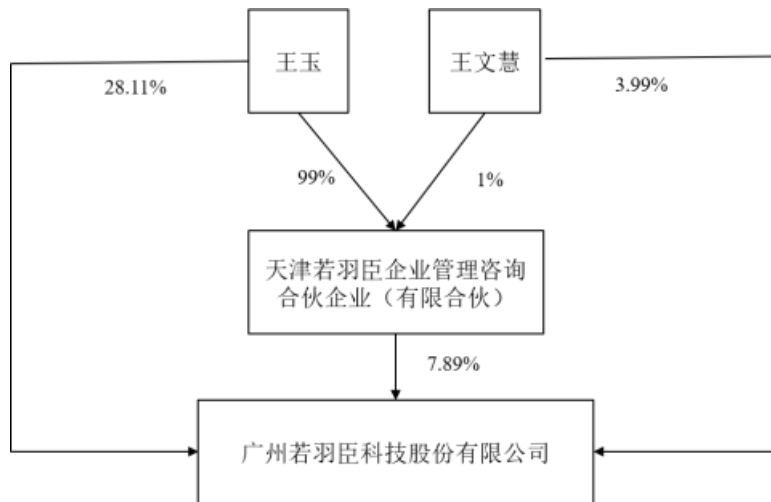 王玉
王文慧
28.11%
3.99%
99%
1%
天津若羽臣企业管理咨询
合伙企业（有限合伙）
7.89%
广州若羽臣科技股份有限公司